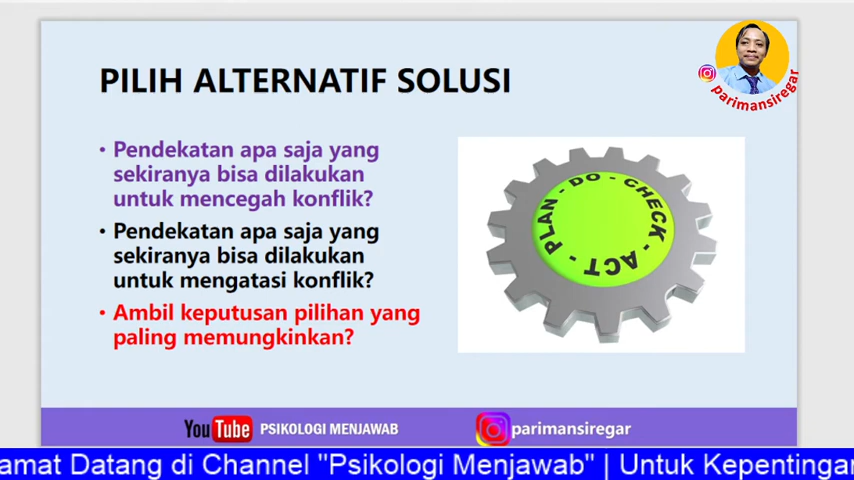 PILIH ALTERNATIF SOLUSI
parimansiregar
• Pendekatan apa saja yang
sekiranya bisa dilakukan
untuk mencegah konflik?
• Pendekatan apa saja yang
sekiranya bisa dilakukan
untuk mengatasi konflik?
• Ambil keputusan pilihan yang
paling memungkinkan?
PLAN - DO - CHECK - ACT -
YouTube PSIKOLOGI MENJAWAB
parimansiregar
amat Datang di Channel "Psikologi Menjawab" | Untuk Kepentingan